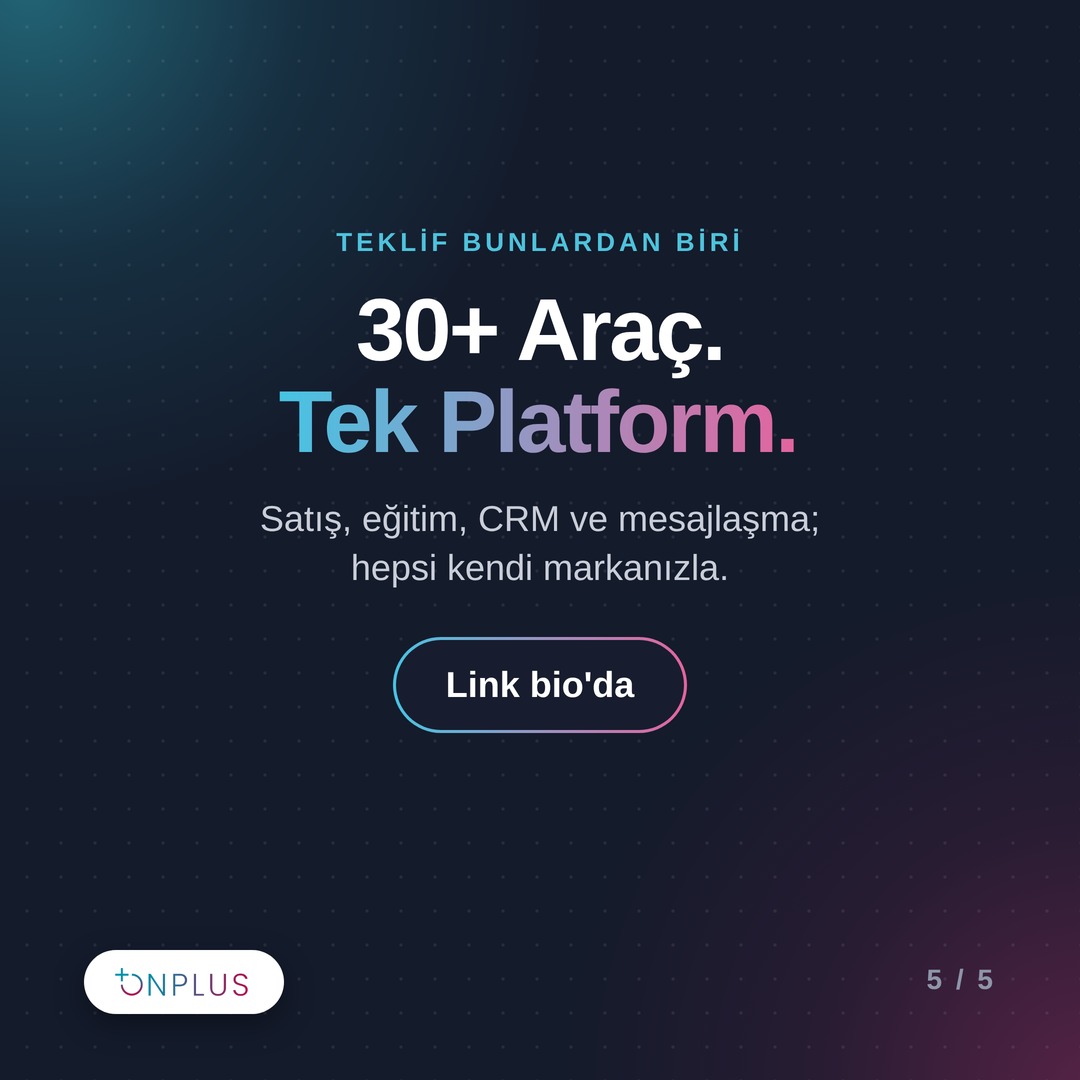 TEKLİF BUNLARDAN BİRİ
30+ Araç.
Tek Platform.
Satış, eğitim, CRM ve mesajlaşma;
hepsi kendi markanızla.
Link bio'da
ONPLUS
5 / 5